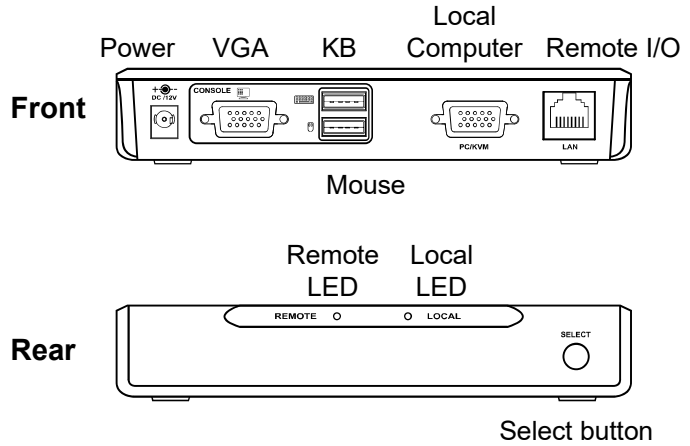 Local
Power VGA KB Computer Remote I/O
Front
DC /12V
CONSOLE
PC/KVM
LAN
Mouse
Remote Local
LED LED
REMOTE LOCAL
Rear
SELECT
Select button